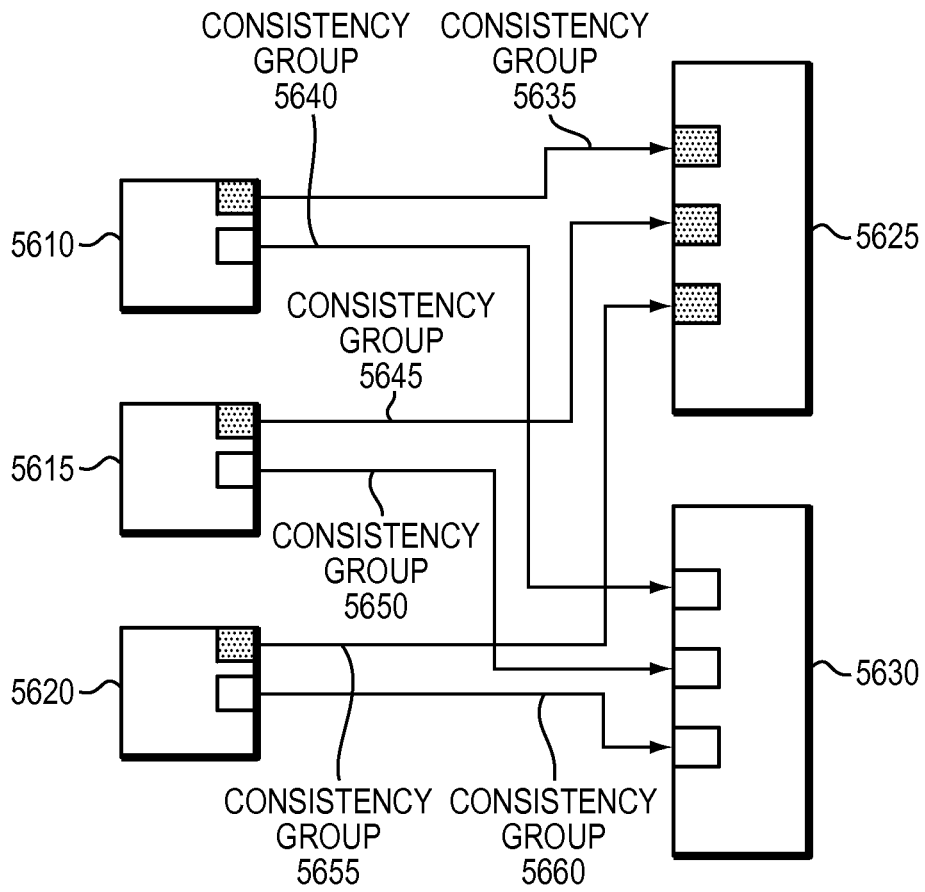 CONSISTENCY
GROUP
5640
CONSISTENCY
GROUP
5635
5610
5625
CONSISTENCY
GROUP
5645
5615
CONSISTENCY
GROUP
5650
5620
5630
CONSISTENCY
GROUP
5655
CONSISTENCY
GROUP
5660